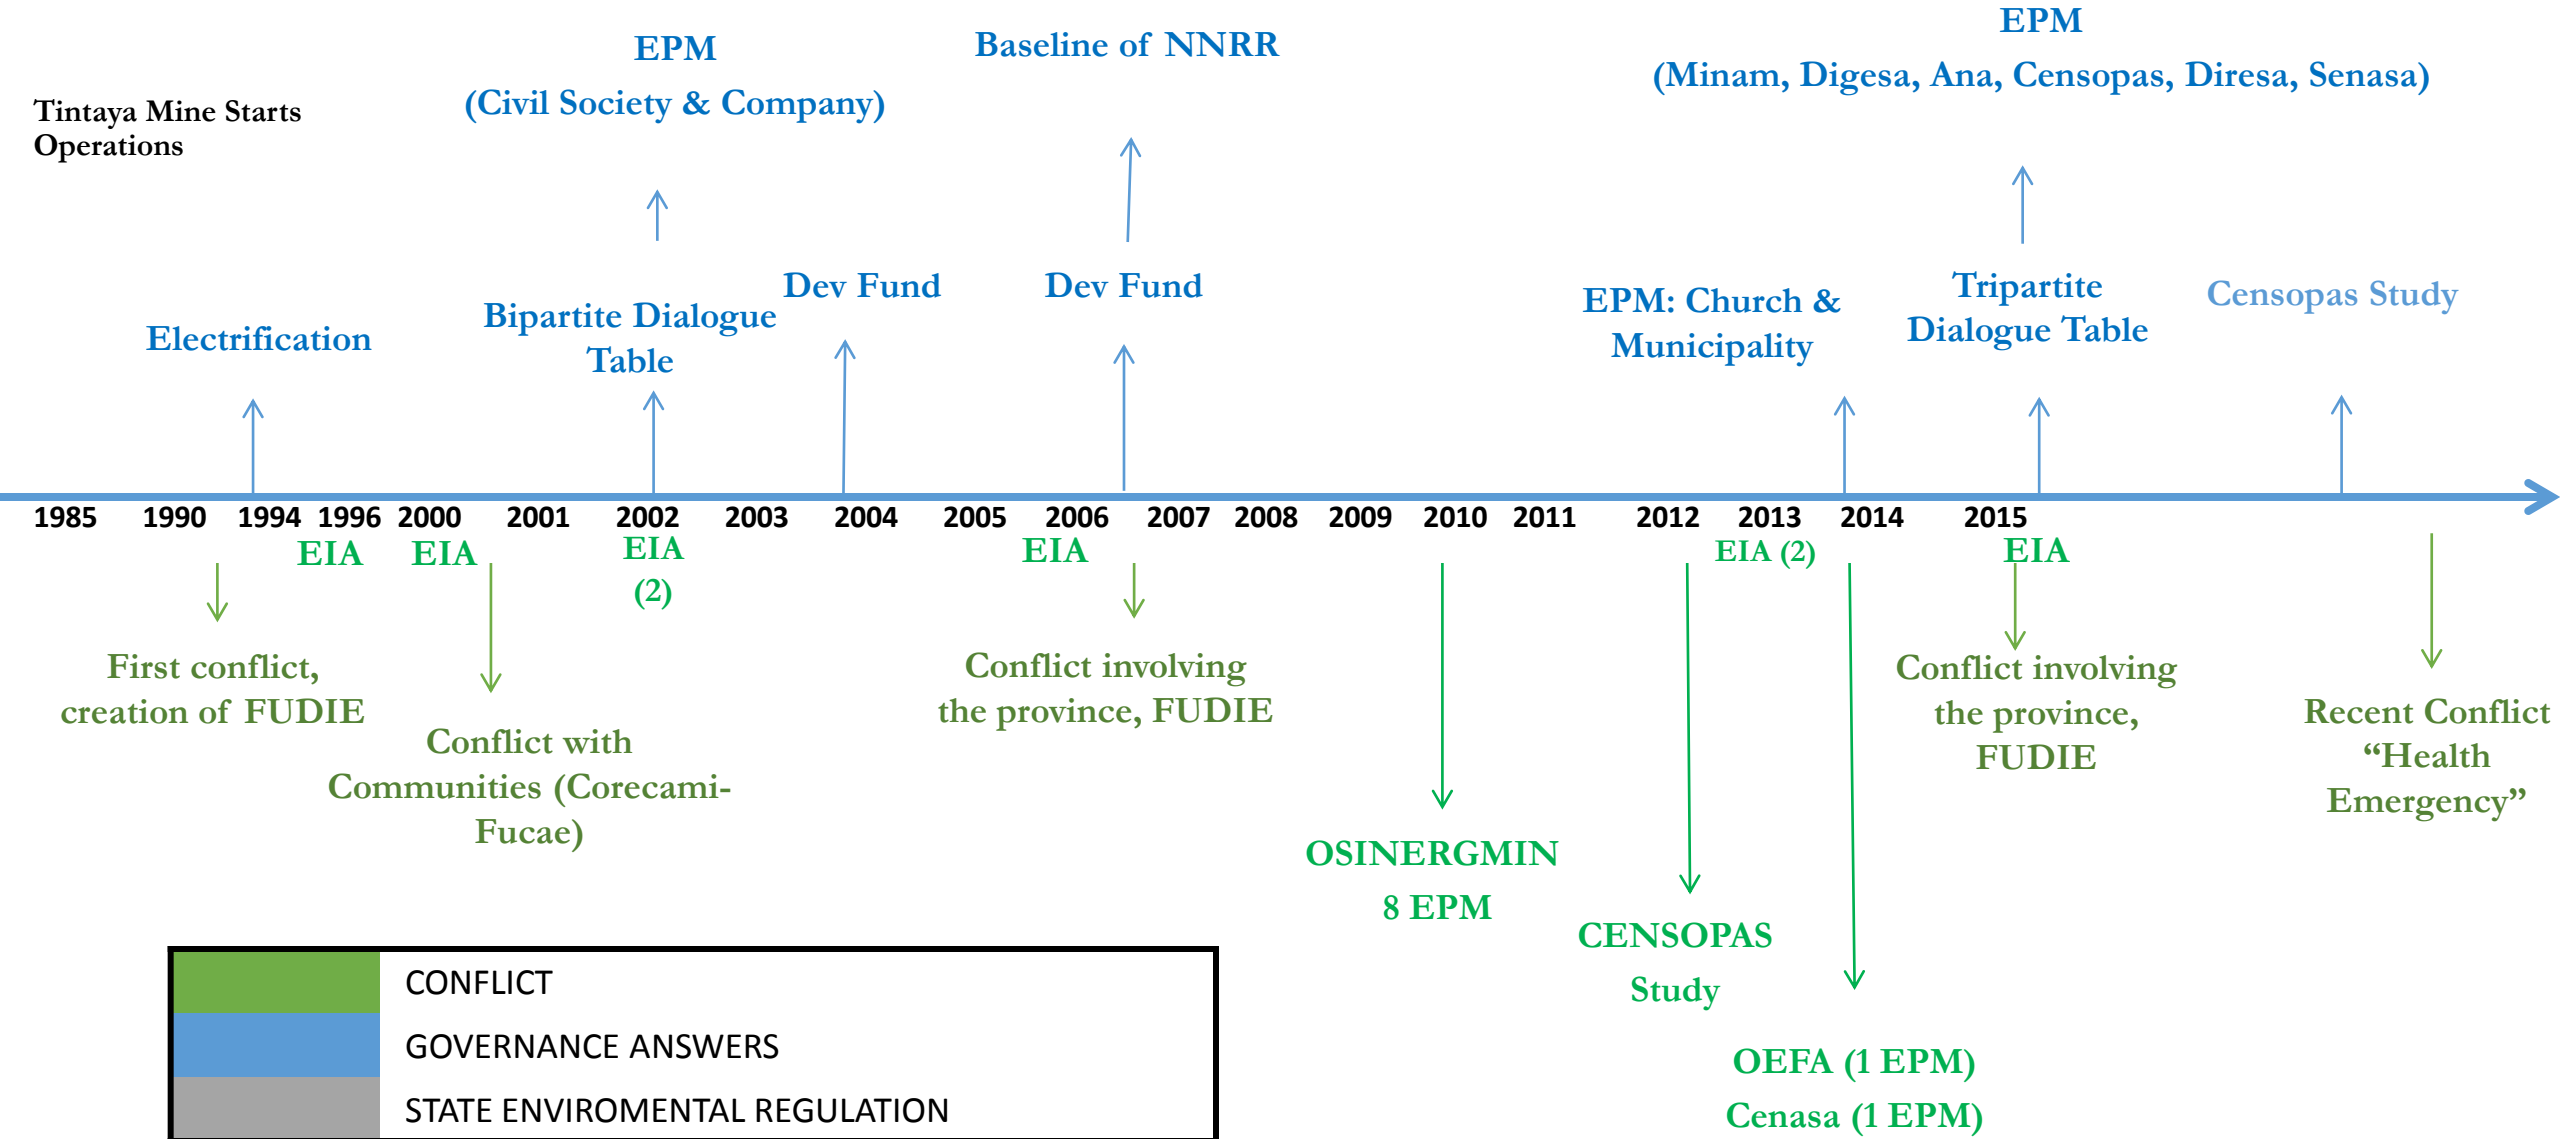 EPM
(Minam, Digesa, Ana, Censopas, Diresa, Senasa)
EPM
(Civil Society & Company)
Baseline of NNRR
Tintaya Mine Starts
Operations
Electrification
Bipartite Dialogue
Table
Dev Fund
Dev Fund
EPM: Church &
Municipality
Tripartite
Dialogue Table
Censopas Study
1985 1990 1994 1996 2000 2001 2002 2003 2004 2005 2006 2007 2008 2009 2010 2011 2012 2013 2014 2015
EIA
EIA
EIA
(2)
EIA
EIA (2)
EIA
First conflict,
creation of FUDIE
Conflict with
Communities (Corecami-
Fucae)
Conflict involving
the province, FUDIE
OSINERGMIN
8 EPM
CENSOPAS
Study
OEFA (1 EPM)
Cenasa (1 EPM)
Conflict involving
the province,
FUDIE
Recent Conflict
“Health
Emergency”
CONFLICT
GOVERNANCE ANSWERS
STATE ENVIROMENTAL REGULATION